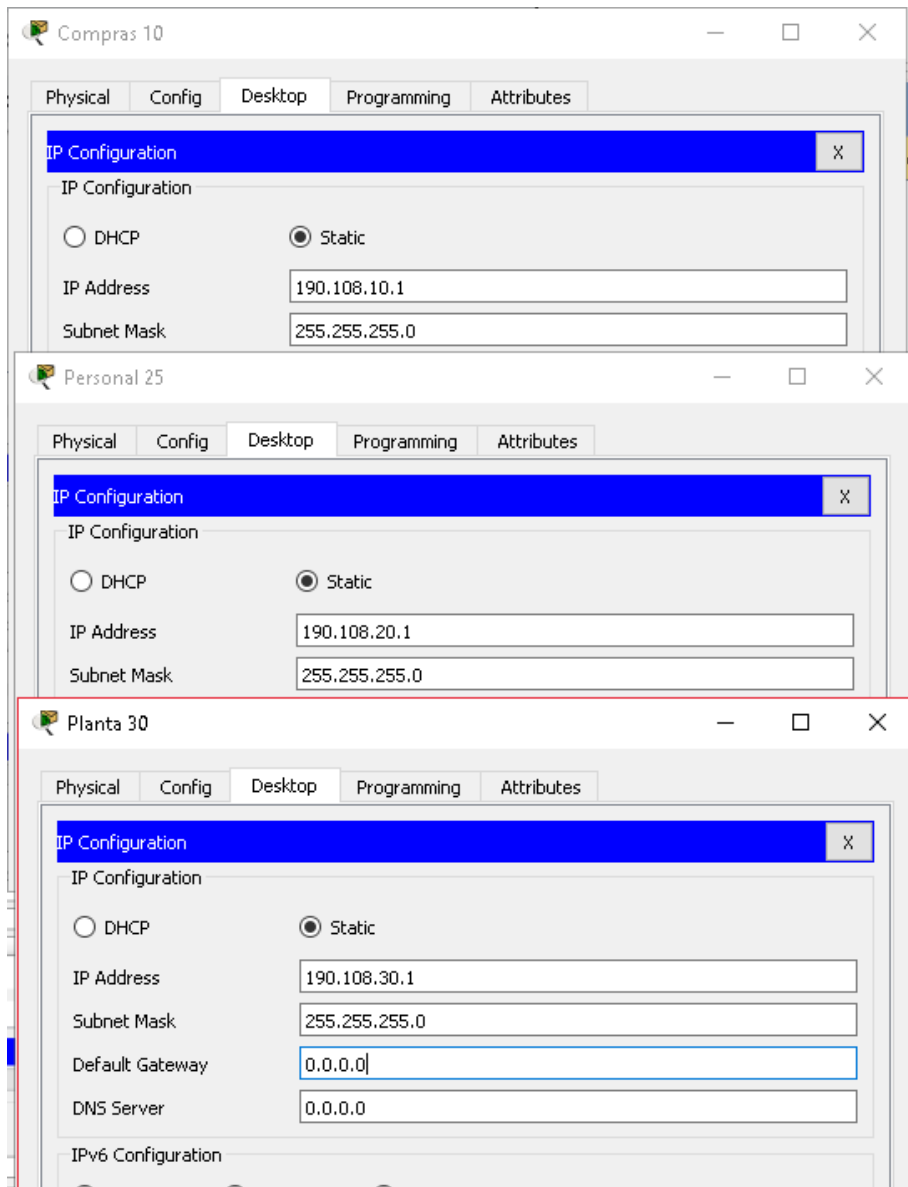 Compras 10
Physical Config Desktop Programming Attributes
IP Configuration X
IP Configuration
DHCP Static
IP Address 190.108.10.1
Subnet Mask 255.255.255.0
Personal 25
Physical Config Desktop Programming Attributes
IP Configuration X
IP Configuration
DHCP Static
IP Address 190.108.20.1
Subnet Mask 255.255.255.0
Planta 30
Physical Config Desktop Programming Attributes
IP Configuration X
IP Configuration
DHCP Static
IP Address 190.108.30.1
Subnet Mask 255.255.255.0
Default Gateway 0.0.0.0
DNS Server 0.0.0.0
IPv6 Configuration